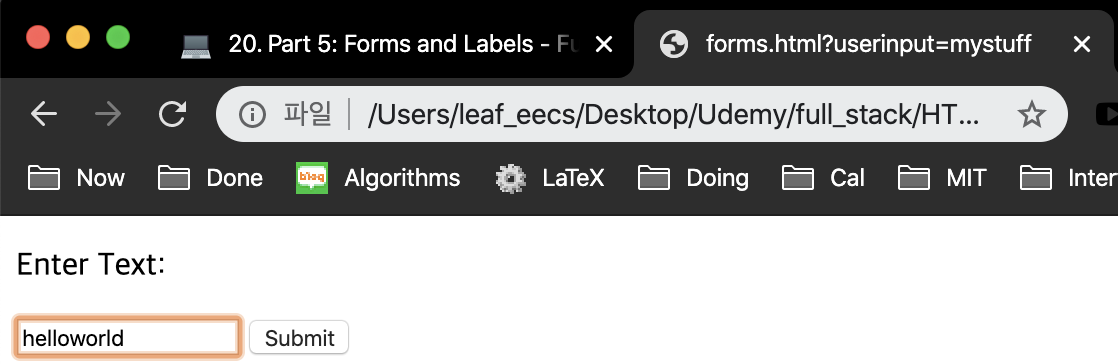 20. Part 5: Forms and Labels - Fu
forms.html?userinput=mystuff
파일 /Users/leaf_eecs/Desktop/Udemy/full_stack/HT...
Now Done blog Algorithms LaTeX Doing Cal MIT Inter
Enter Text:
helloworld Submit